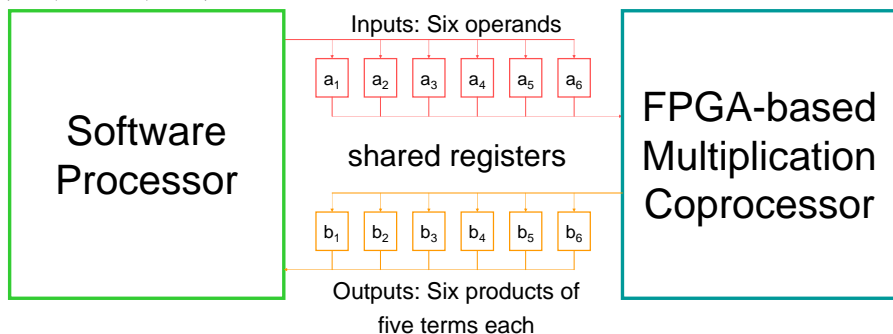 Inputs: Six operands
a₁ a₂ a₃ a₄ a₅ a₆
Software
Processor
FPGA-based
Multiplication
Coprocessor
shared registers
b₁ b₂ b₃ b₄ b₅ b₆
Outputs: Six products of
five terms each